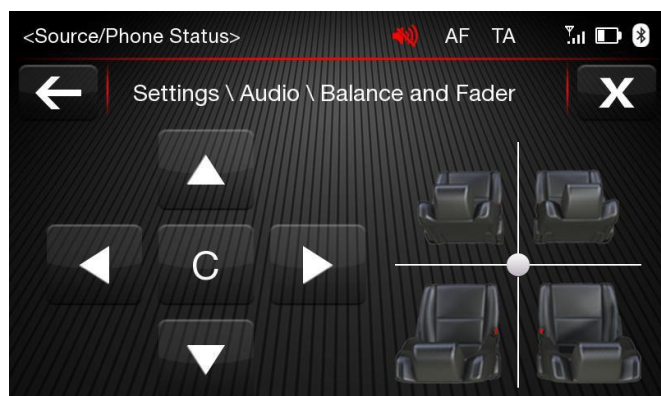 <Source/Phone Status> AF TA
Settings \ Audio \ Balance and Fader X
C